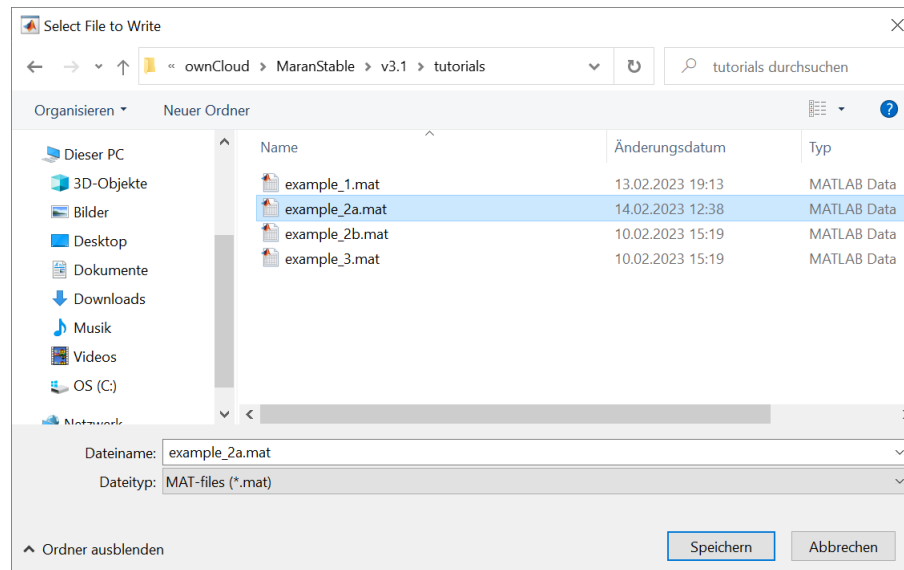 Select File to Write
« ownCloud > MaranStable > v3.1 > tutorials
tutorials durchsuchen
Organisieren
Neuer Ordner
Dieser PC
3D-Objekte
Bilder
Desktop
Dokumente
Downloads
Musik
Videos
OS (C:)
Netzwerk
Name Änderungsdatum Typ
example_1.mat 13.02.2023 19:13 MATLAB Data
example_2a.mat 14.02.2023 12:38 MATLAB Data
example_2b.mat 10.02.2023 15:19 MATLAB Data
example_3.mat 10.02.2023 15:19 MATLAB Data
Dateiname: example_2a.mat
Dateityp: MAT-files (*.mat)
Ordner ausblenden
Speichern
Abbrechen